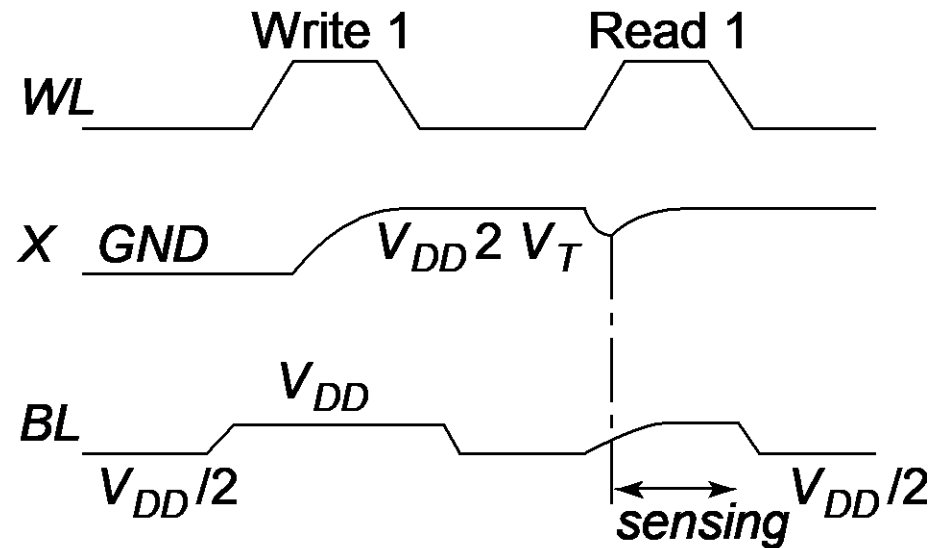 Write 1 Read 1
WL
X GND V_DD 2 V_T
V_DD
BL
V_DD/2 V_DD/2
sensing